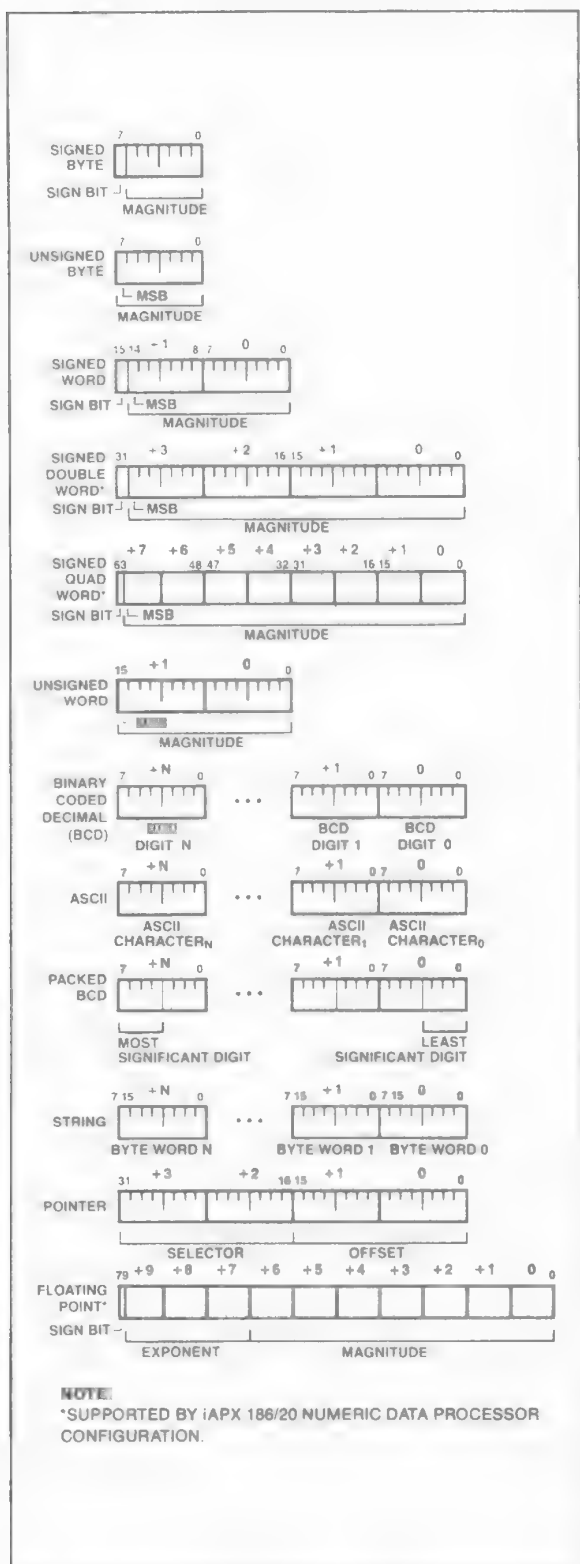 7 0
SIGNED
BYTE
SIGN BIT
MAGNITUDE
7 0
UNSIGNED
BYTE
MSB
MAGNITUDE
15 14 +1 8 7 0 0
SIGNED
WORD
SIGN BIT MSB
MAGNITUDE
31 +3 +2 16 15 +1 0 0
SIGNED
DOUBLE
WORD*
SIGN BIT MSB
MAGNITUDE
+7 +6 +5 +4 +3 +2 +1 0
63 48 47 32 31 16 15 0
SIGNED
QUAD
WORD*
SIGN BIT MSB
MAGNITUDE
15 +1 0 0
UNSIGNED
WORD
MAGNITUDE
7 +N 0 ... 7 +1 0 7 0 0
BINARY
CODED
DECIMAL
(BCD)
DIGIT N
BCD
DIGIT 1
BCD
DIGIT 0
7 +N 0 ... 7 +1 0 7 0 0
ASCII
ASCII
CHARACTERN
ASCII
CHARACTER1
ASCII
CHARACTER0
7 +N 0 ... 7 +1 0 7 0 0
PACKED
BCD
MOST
SIGNIFICANT DIGIT
LEAST
SIGNIFICANT DIGIT
7 15 +N 0 ... 7 15 +1 0 7 15 0 0
STRING
BYTE WORD N BYTE WORD 1 BYTE WORD 0
31 +3 +2 16 15 +1 0 0
POINTER
SELECTOR OFFSET
79 +9 +8 +7 +6 +5 +4 +3 +2 +1 0 0
FLOATING
POINT*
SIGN BIT
EXPONENT MAGNITUDE
NOTE:
*SUPPORTED BY iAPX 186/20 NUMERIC DATA PROCESSOR
CONFIGURATION.